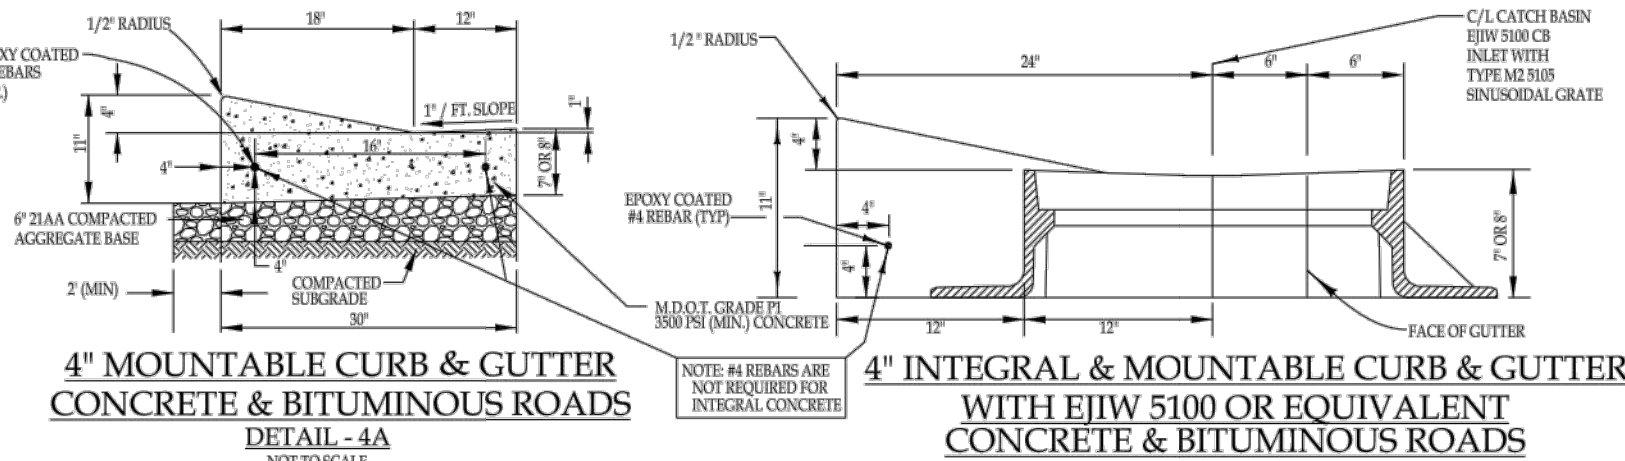 1/2" RADIUS
18"
12"
XY COATED
EBARS
.)
4"
11"
1" / FT. SLOPE
1"
16"
4"
7" OR 8"
6" 21AA COMPACTED
AGGREGATE BASE
4"
COMPACTED
SUBGRADE
2' (MIN)
30"
M.D.O.T. GRADE P1
3500 PSI (MIN.) CONCRETE
4" MOUNTABLE CURB & GUTTER
CONCRETE & BITUMINOUS ROADS
DETAIL - 4A
NOT TO SCALE
NOTE: #4 REBARS ARE
NOT REQUIRED FOR
INTEGRAL CONCRETE
1/2" RADIUS
24"
6"
6"
C/L CATCH BASIN
EJIW 5100 CB
INLET WITH
TYPE M2 5105
SINUSOIDAL GRATE
4"
11"
EPOXY COATED
#4 REBAR (TYP)
4"
4"
7" OR 8"
12"
12"
FACE OF GUTTER
4" INTEGRAL & MOUNTABLE CURB & GUTTER
WITH EJIW 5100 OR EQUIVALENT
CONCRETE & BITUMINOUS ROADS